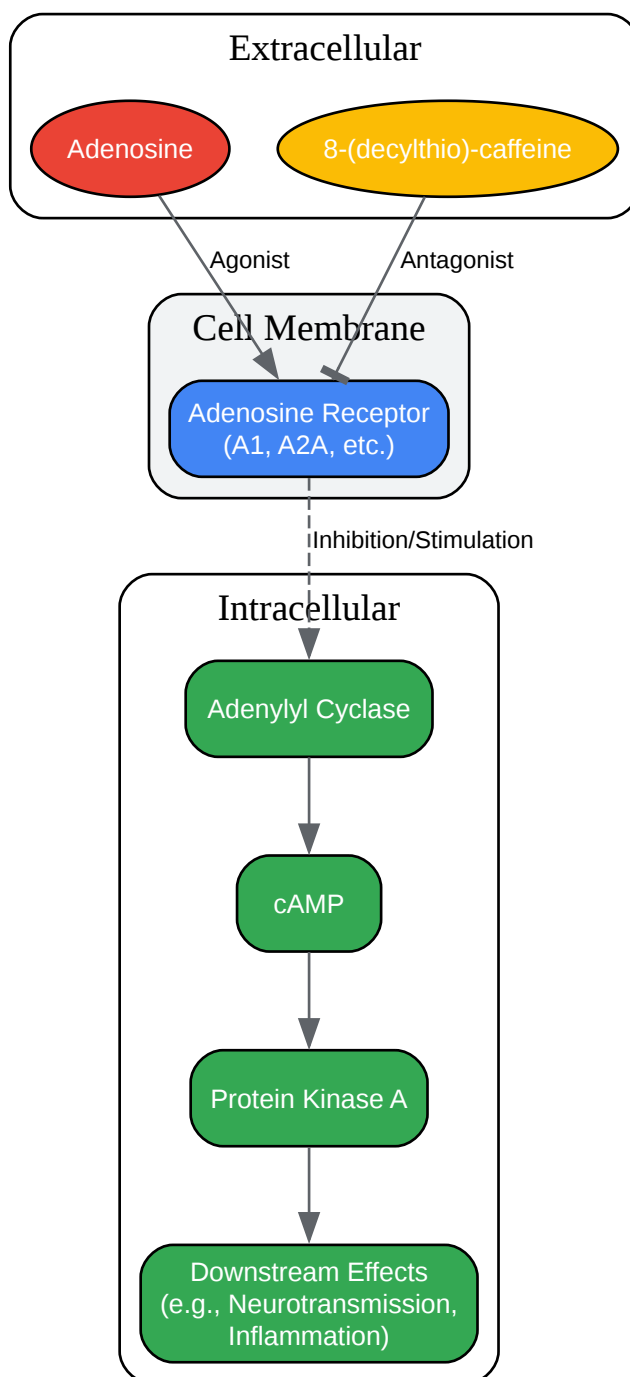 Extracellular
Adenosine
8-(decylthio)-caffeine
Agonist
Antagonist
Cell Membrane
Adenosine Receptor
(A1, A2A, etc.)
Inhibition/Stimulation
Intracellular
Adenylyl Cyclase
cAMP
Protein Kinase A
Downstream Effects
(e.g., Neurotransmission,
Inflammation)